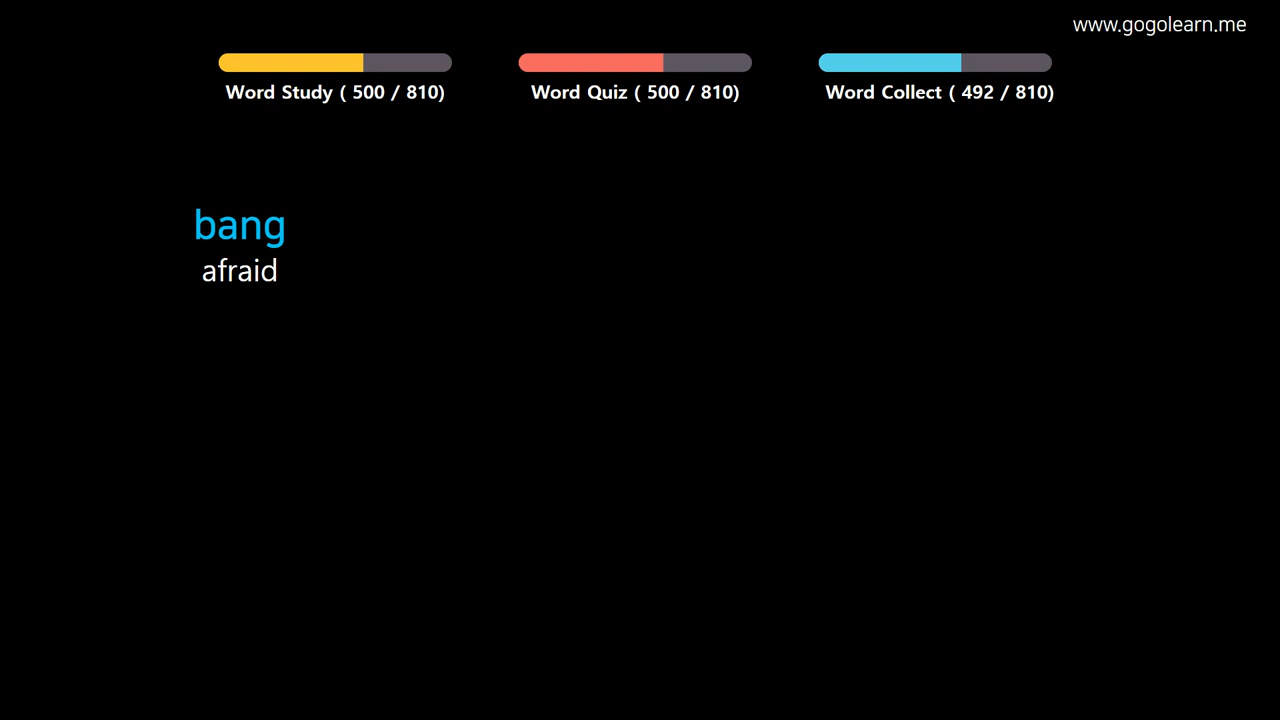 www.gogolearn.me
Word Study ( 500 / 810)
Word Quiz ( 500 / 810)
Word Collect ( 492 / 810)
bang
afraid